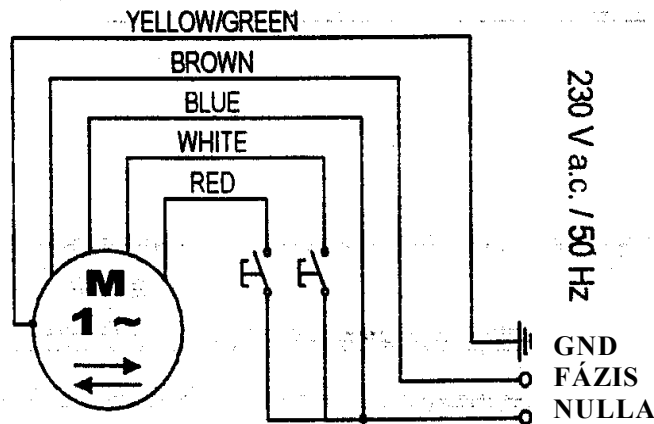 YELLOW/GREEN
BROWN
BLUE
WHITE
RED
M
1 ~
230 V a.c. / 50 Hz
GND
FÁZIS
NULLA